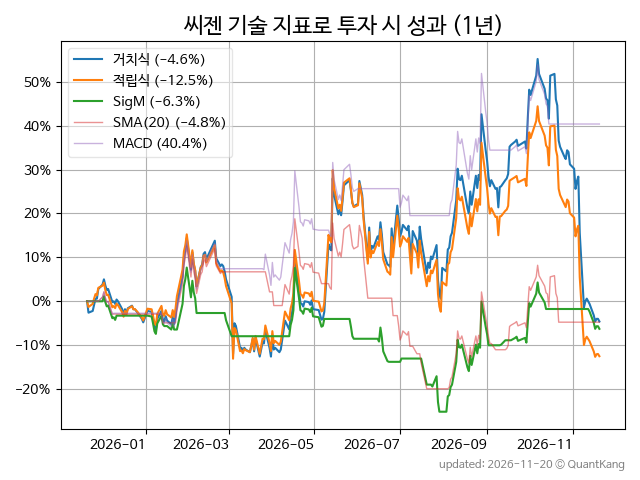 씨젠 기술 지표로 투자 시 성과 (1년)
거치식 (−4.6%)
적립식 (−12.5%)
SigM (−6.3%)
SMA(20) (−4.8%)
MACD (40.4%)
50%
40%
30%
20%
10%
0%
−10%
−20%
2026-01 2026-03 2026-05 2026-07 2026-09 2026-11
updated: 2026-11-20 © QuantKang